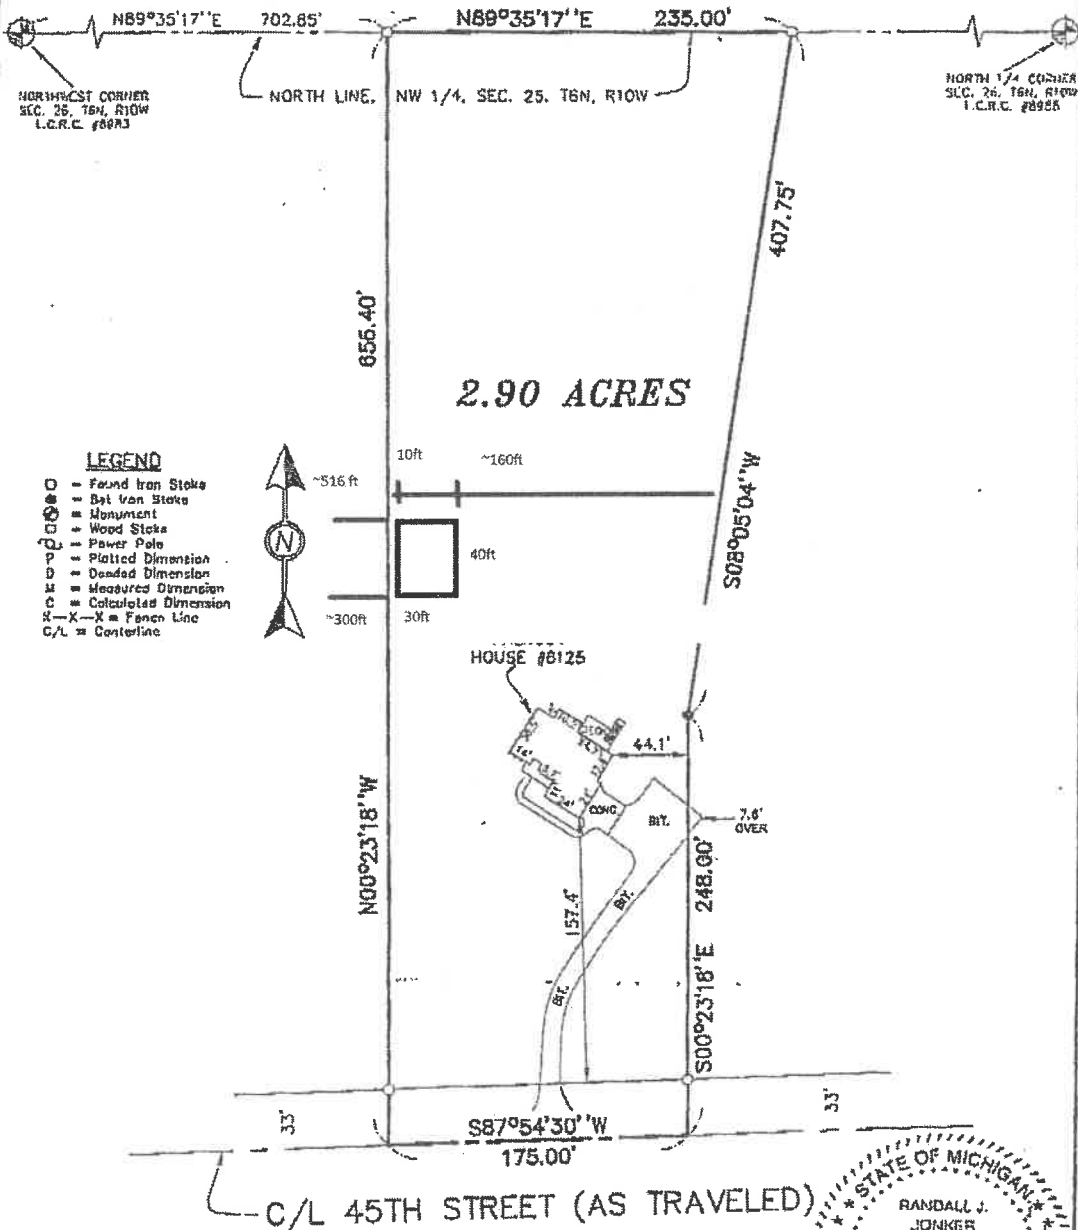 N89°35'17''E 702.85'
N89°35'17''E 235.00'
NORTHWEST CORNER
SEC. 26, T6N, R10W
L.C.R.C.
NORTH LINE, NW 1/4, SEC. 25, T6N, R10W
NORTH 1/4 CORNER
SEC. 26, T6N, R10W
L.C.R.C.
407.75'
656.40'
2.90 ACRES
10ft
~160ft
~516 ft
LEGEND
O = Found Iron Stake
● = Set Iron Stake
= Monument
□ = Wood Stake
= Power Pole
P = Platted Dimension
D = Deeded Dimension
M = Measured Dimension
C = Calculated Dimension
X—X—X = Fence Line
C/L = Centerline
N
40ft
S08°05'04''W
~300ft
30ft
HOUSE #8125
44.1'
14'
24'
CONC
BIT.
7.6'
OVER
N00°23'18''W
157.4'
BIT.
BIT.
S00°23'18''E 248.00'
33'
33'
S87°54'30''W
175.00'
C/L 45TH STREET (AS TRAVELED)
STATE OF MICHIGAN
RANDALL J.
JONKER